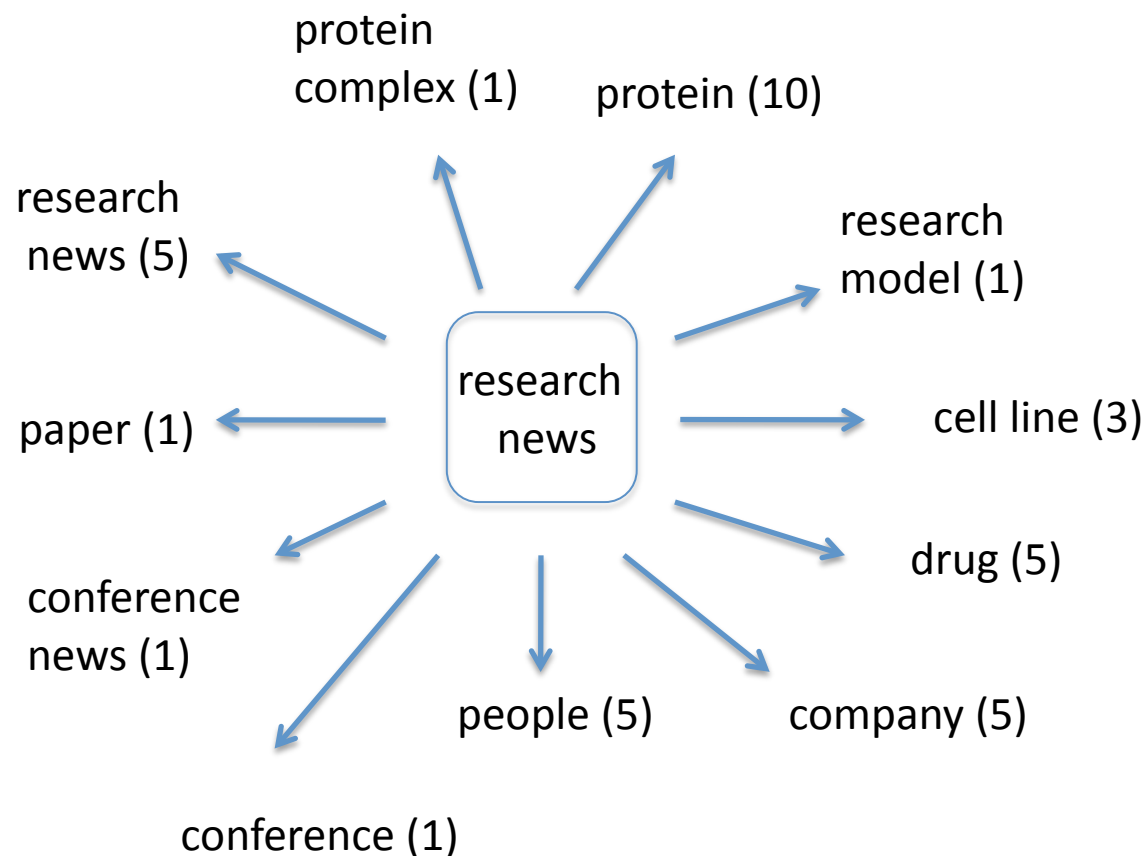 protein
complex (1)
protein (10)
research
news (5)
research
model (1)
research
news
paper (1)
cell line (3)
conference
news (1)
drug (5)
people (5)
company (5)
conference (1)